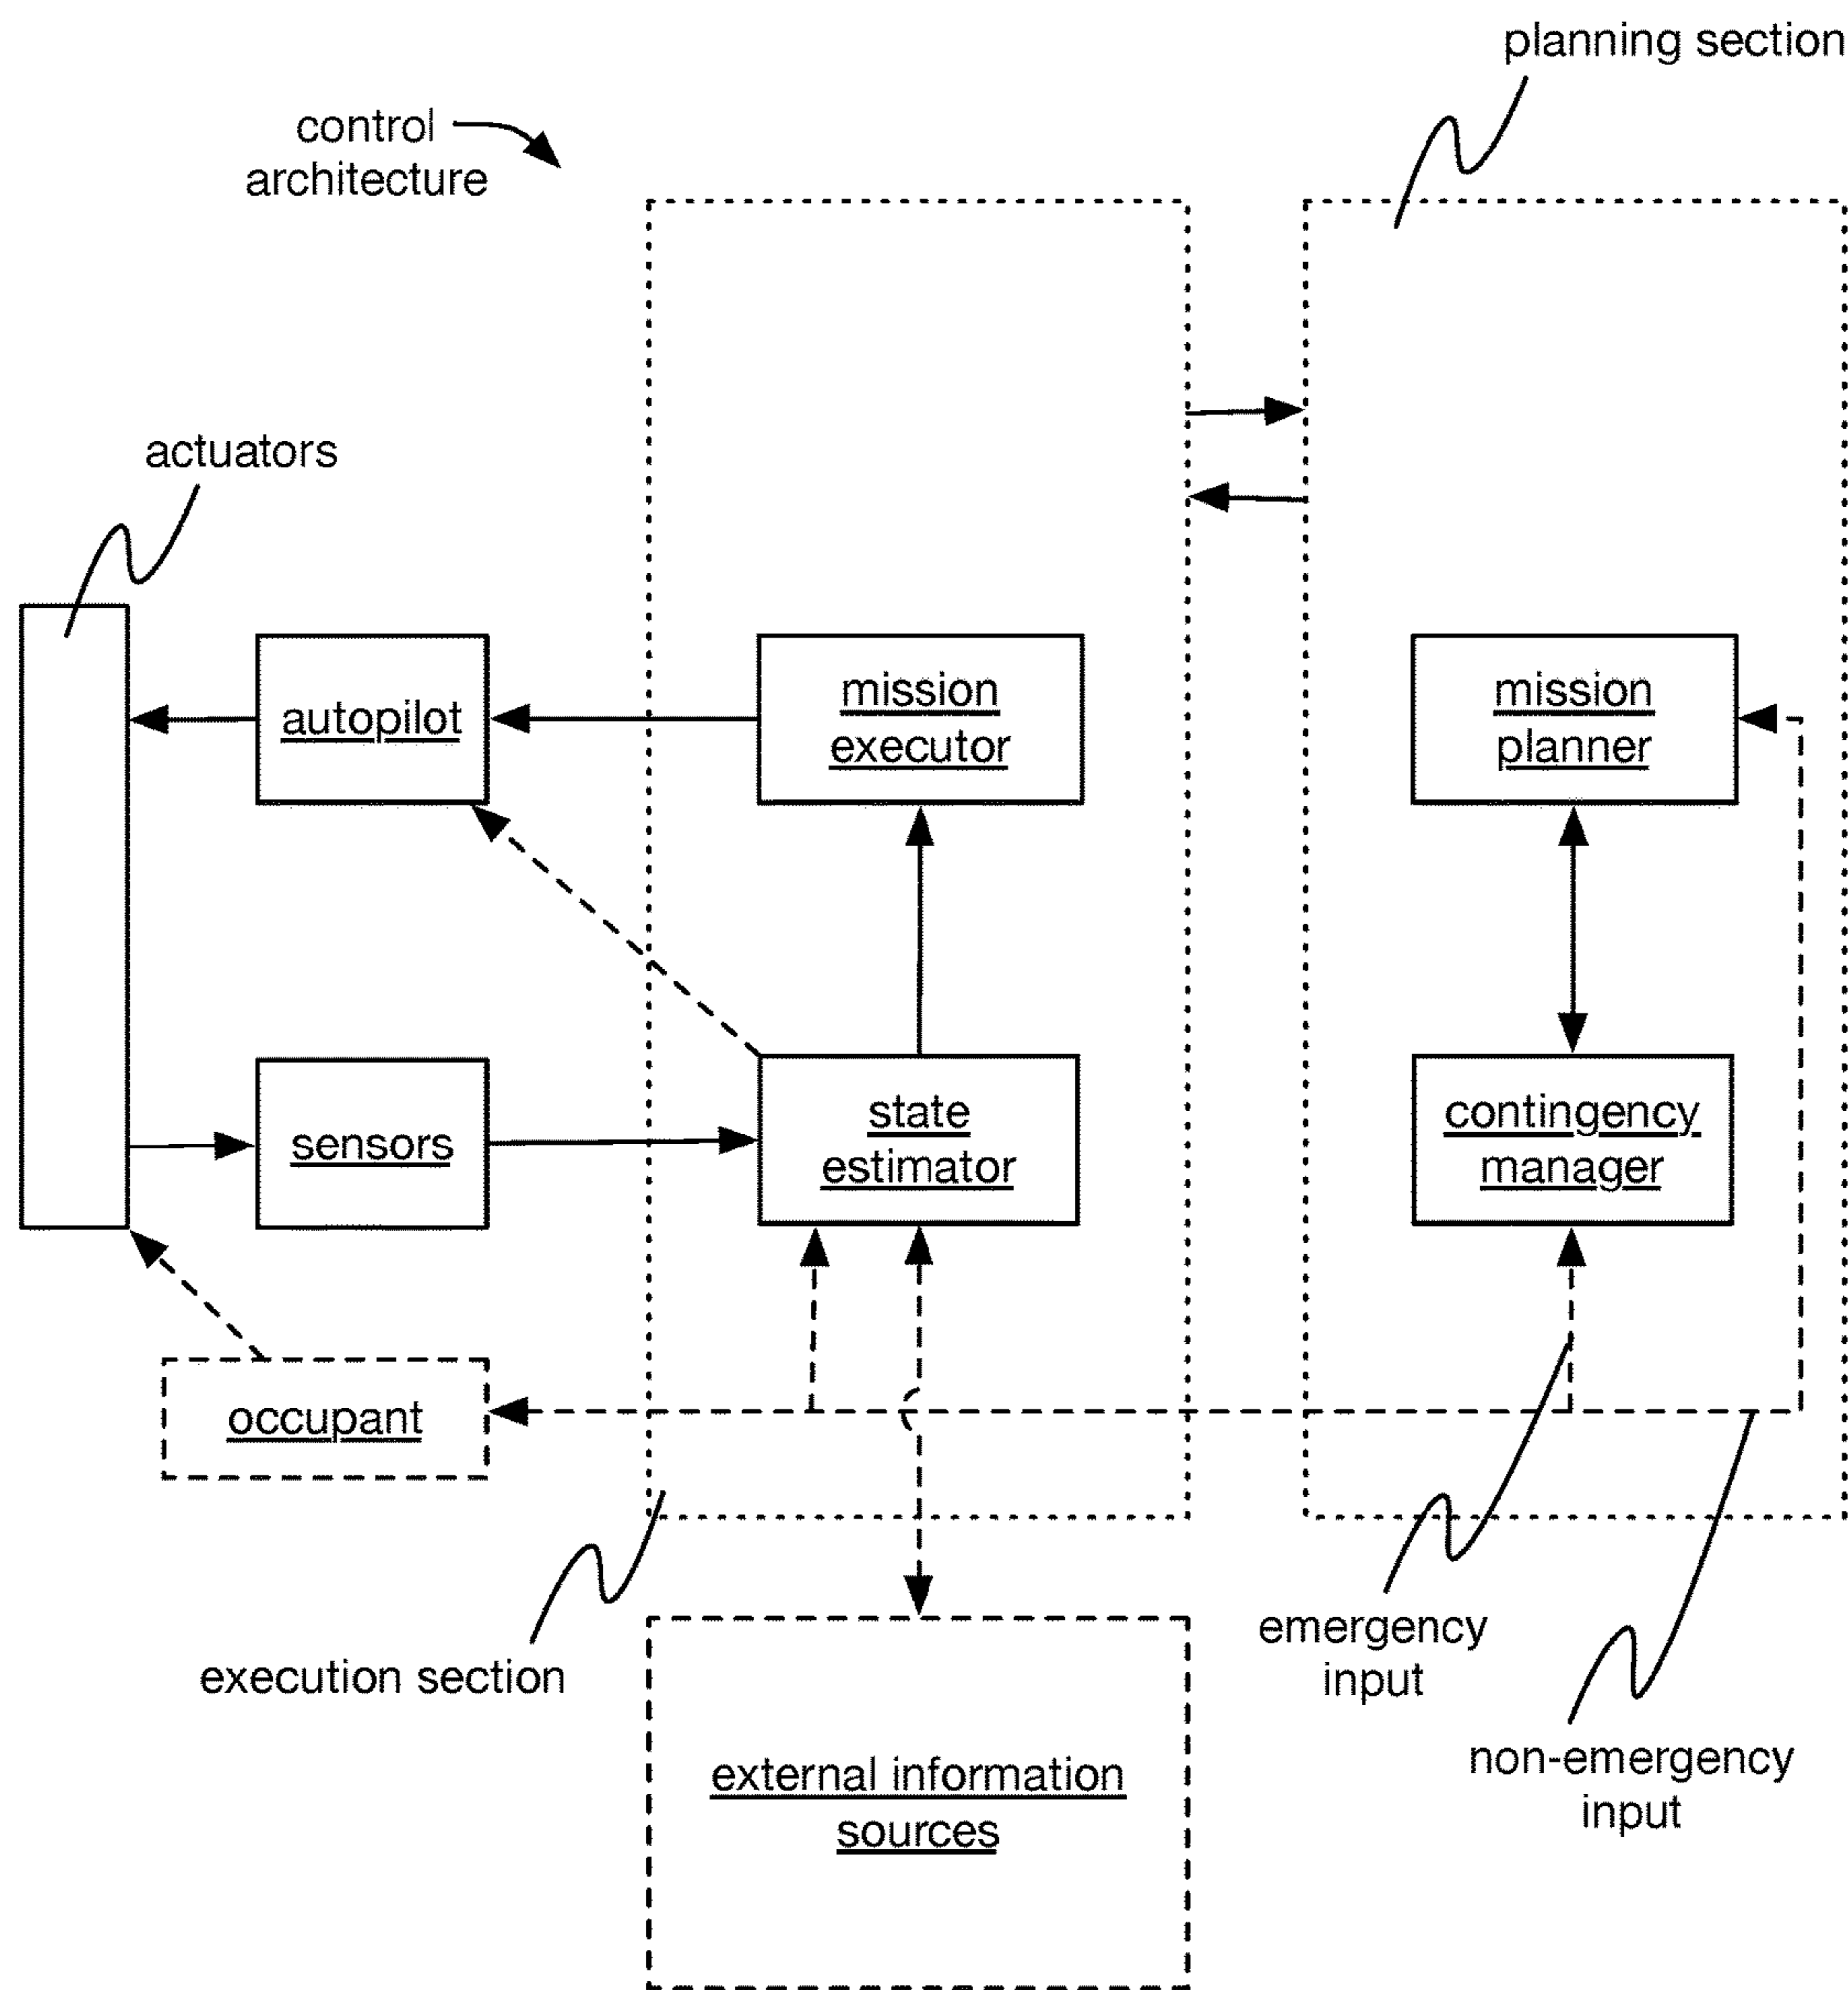 planning section
control
architecture
actuators
autopilot
mission
executor
mission
planner
sensors
state
estimator
contingency
manager
occupant
execution section
emergency
input
external information
sources
non-emergency
input